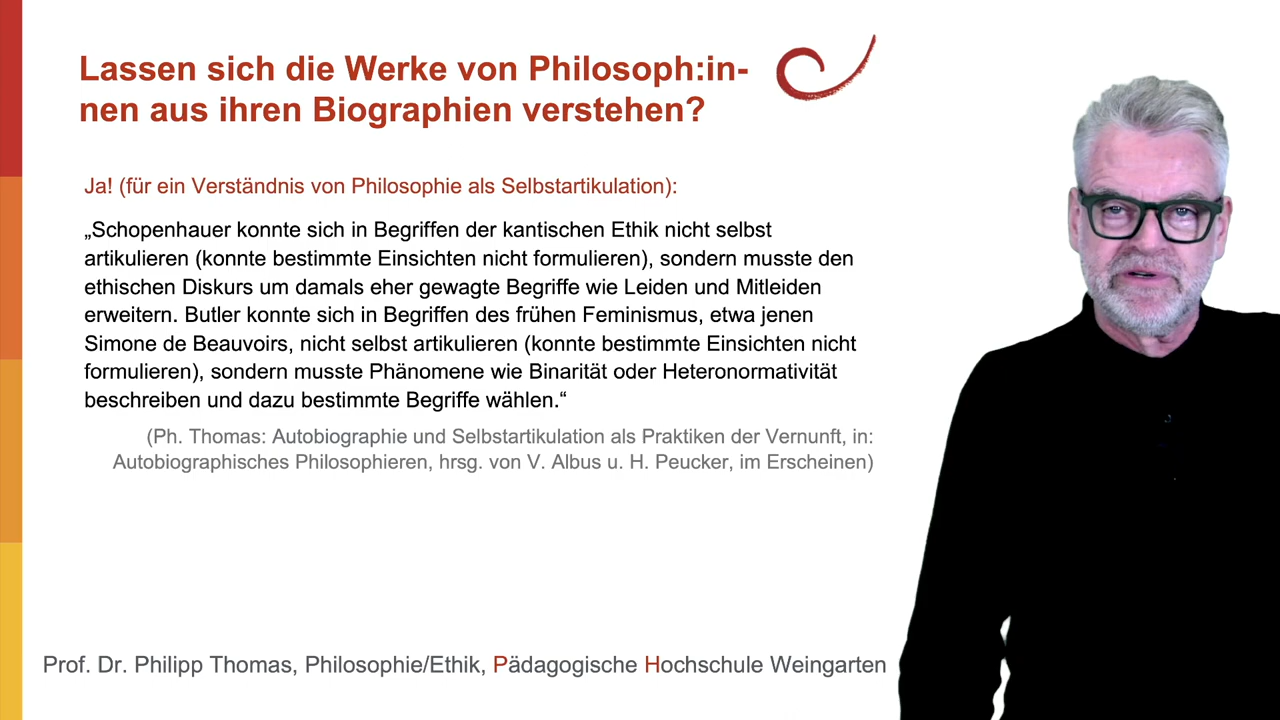 Lassen sich die Werke von Philosoph:in-
nen aus ihren Biographien verstehen?
Ja! (für ein Verständnis von Philosophie als Selbstartikulation):
„Schopenhauer konnte sich in Begriffen der kantischen Ethik nicht selbst
artikulieren (konnte bestimmte Einsichten nicht formulieren), sondern musste den
ethischen Diskurs um damals eher gewagte Begriffe wie Leiden und Mitleiden
erweitern. Butler konnte sich in Begriffen des frühen Feminismus, etwa jenen
Simone de Beauvoirs, nicht selbst artikulieren (konnte bestimmte Einsichten nicht
formulieren), sondern musste Phänomene wie Binarität oder Heteronormativität
beschreiben und dazu bestimmte Begriffe wählen.“
(Ph. Thomas: Autobiographie und Selbstartikulation als Praktiken der Vernunft, in:
Autobiographisches Philosophieren, hrsg. von V. Albus u. H. Peucker, im Erscheinen)
Prof. Dr. Philipp Thomas, Philosophie/Ethik, Pädagogische Hochschule Weingarten